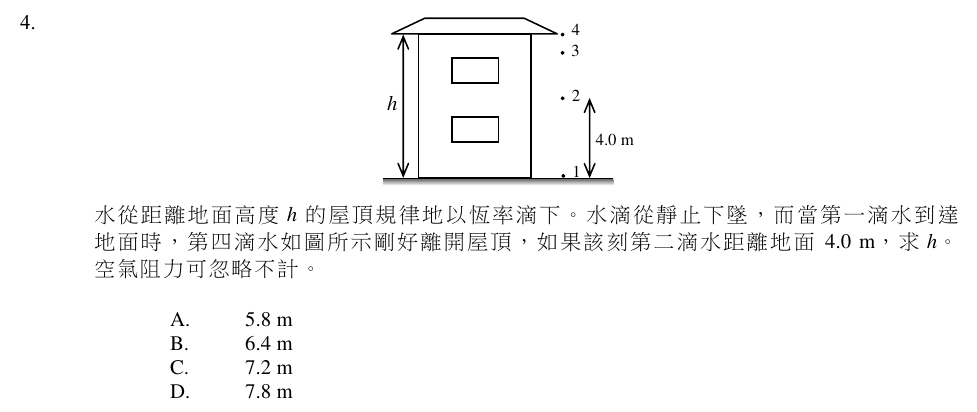 4.
4
3
2
h
4.0 m
1
水從距離地面高度 h 的屋頂規律地以恆率滴下。水滴從靜止下墜，而當第一滴水到達
地面時，第四滴水如圖所示剛好離開屋頂，如果該刻第二滴水距離地面 4.0 m，求 h。
空氣阻力可忽略不計。
A. 5.8 m
B. 6.4 m
C. 7.2 m
D. 7.8 m